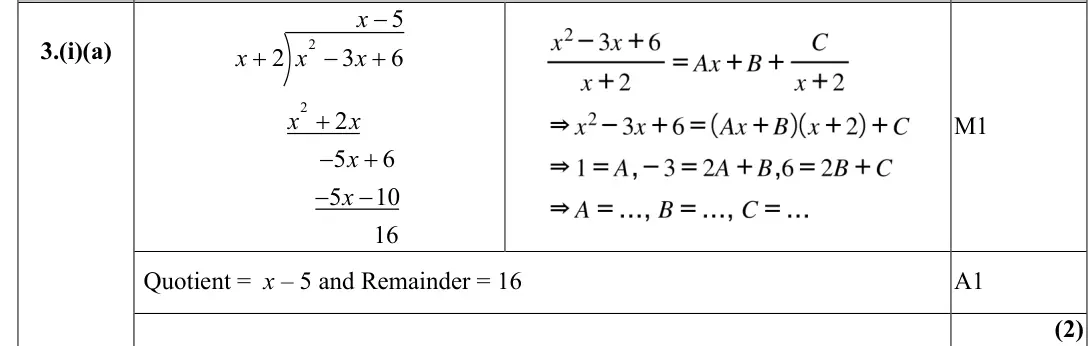 3.(i)(a)
x − 5
x + 2 x² − 3x + 6
x² + 2x
−5x + 6
−5x − 10
16
x² − 3x + 6
x + 2
= Ax + B +
C
x + 2
⇒ x² − 3x + 6 = (Ax + B)(x + 2) + C
⇒ 1 = A, − 3 = 2A + B,6 = 2B + C
⇒ A = ..., B = ..., C = ...
M1
Quotient = x – 5 and Remainder = 16
A1
(2)